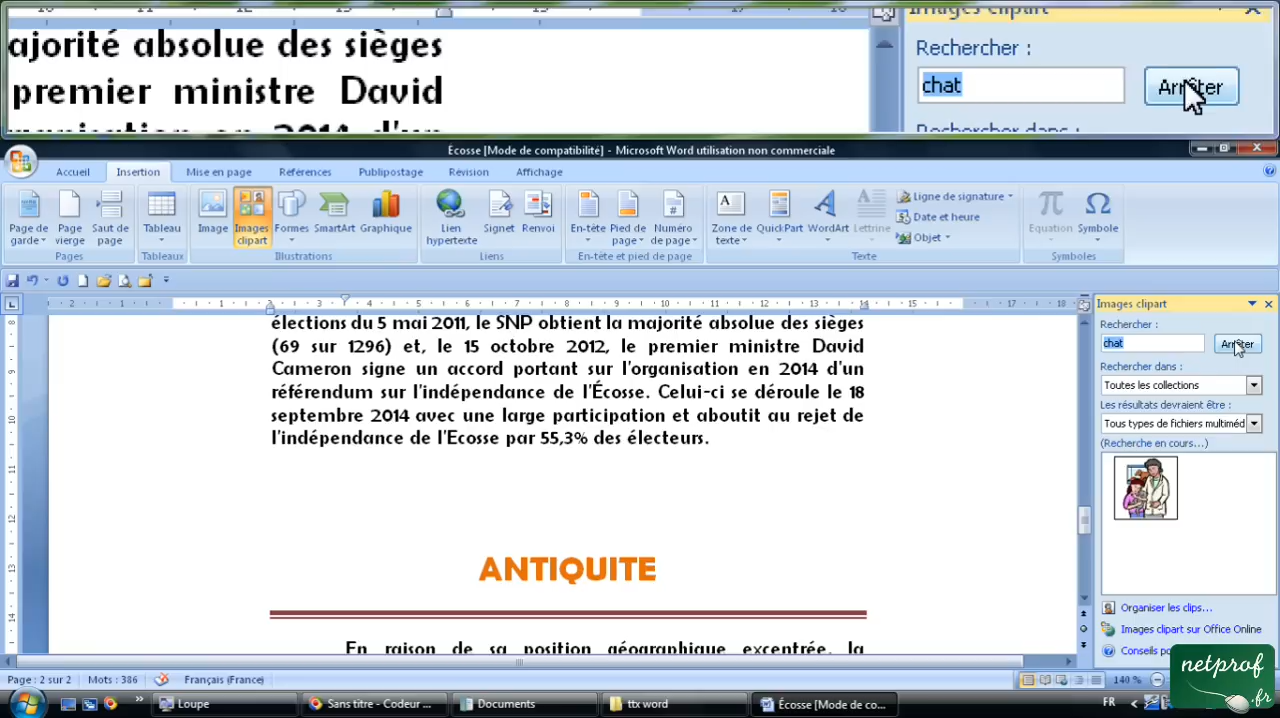 Images clipart
ajorité absolue des sièges
Rechercher :
premier ministre David
chat
Arrêter
Rechercher dans :
Écosse [Mode de compatibilité] - Microsoft Word utilisation non commerciale
Accueil
Insertion
Mise en page
Références
Publipostage
Révision
Affichage
Page de garde
Page vierge
Saut de page
Tableau
Image
Images clipart
Formes
SmartArt
Graphique
Lien hypertexte
Signet
Renvoi
En-tête
Pied de page
Numéro de page
Zone de texte
QuickPart
WordArt
Lettrine
Ligne de signature
Date et heure
Objet
Equation
Symbole
Pages
Tableaux
Illustrations
Liens
En-tête et pied de page
Texte
Symboles
élections du 5 mai 2011, le SNP obtient la majorité absolue des sièges
(69 sur 1296) et, le 15 octobre 2012, le premier ministre David
Cameron signe un accord portant sur l'organisation en 2014 d'un
référendum sur l'indépendance de l'Écosse. Celui-ci se déroule le 18
septembre 2014 avec une large participation et aboutit au rejet de
l'indépendance de l'Ecosse par 55,3% des électeurs.
ANTIQUITE
En raison de sa position géographique excentrée, la
Images clipart
Rechercher :
chat
Arrêter
Rechercher dans :
Toutes les collections
Les résultats devraient être :
Tous types de fichiers multiméd
(Recherche en cours...)
Organiser les clips...
Images clipart sur Office Online
Page : 2 sur 2
Mots : 386
Français (France)
140 %
netprof
.fr
Loupe
Sans titre - Codeur ...
Documents
ttx word
Écosse [Mode de co...
FR